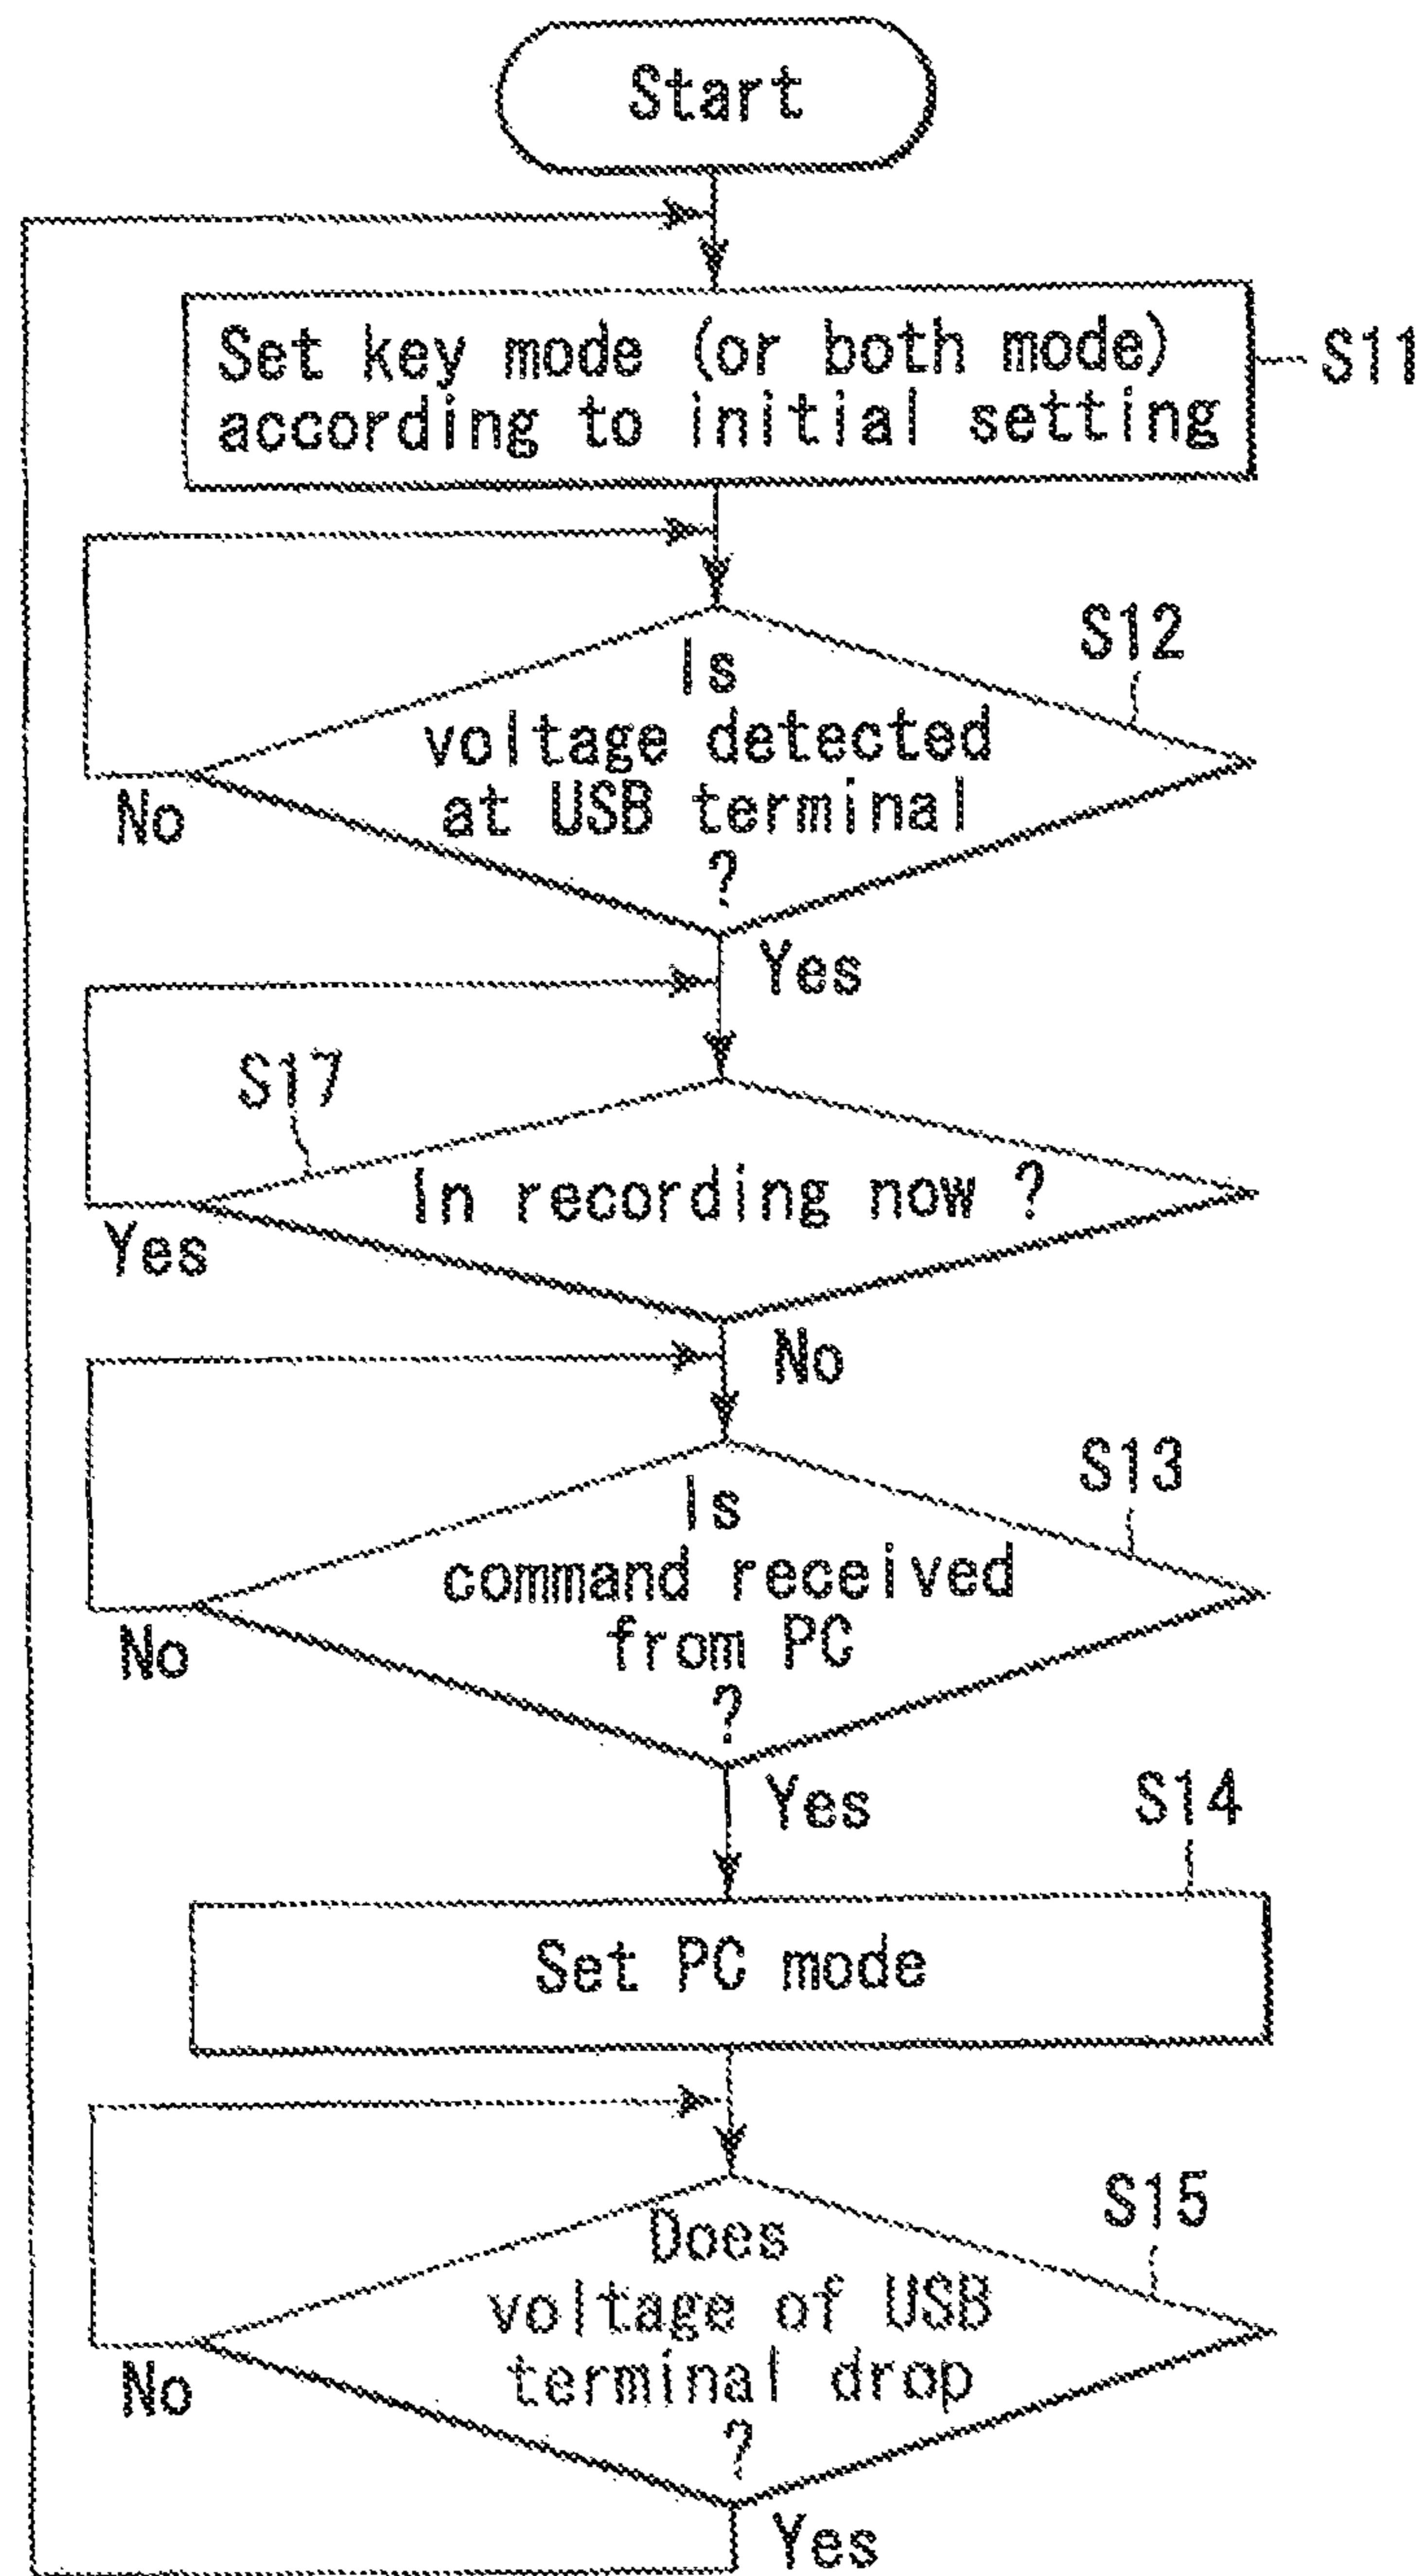 Start
Set key mode (or both mode)
according to initial setting
S11
S12
Is
voltage detected
at USB terminal
?
No
Yes
S17
In recording now ?
Yes
No
S13
Is
command received
from PC
?
No
Yes
S14
Set PC mode
S15
Does
voltage of USB
terminal drop
?
No
Yes